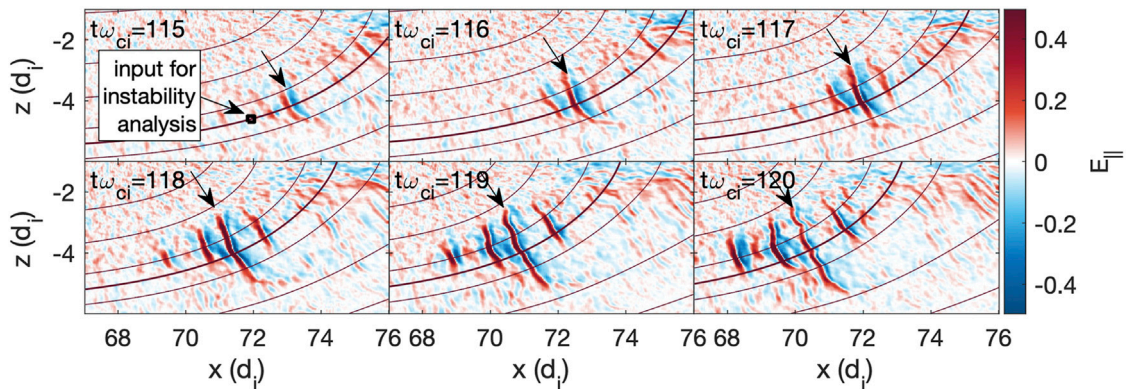 tω_ci=115
tω_ci=116
tω_ci=117
input for
instability
analysis
-1
-4
z (d_i)
tω_ci=118
tω_ci=119
tω_ci=120
-2
-4
z (d_i)
68 70 72 74 76 68 70 72 74 76 68 70 72 74 76
x (d_i) x (d_i) x (d_i)
0.4
0.2
0
-0.2
-0.4
E_||